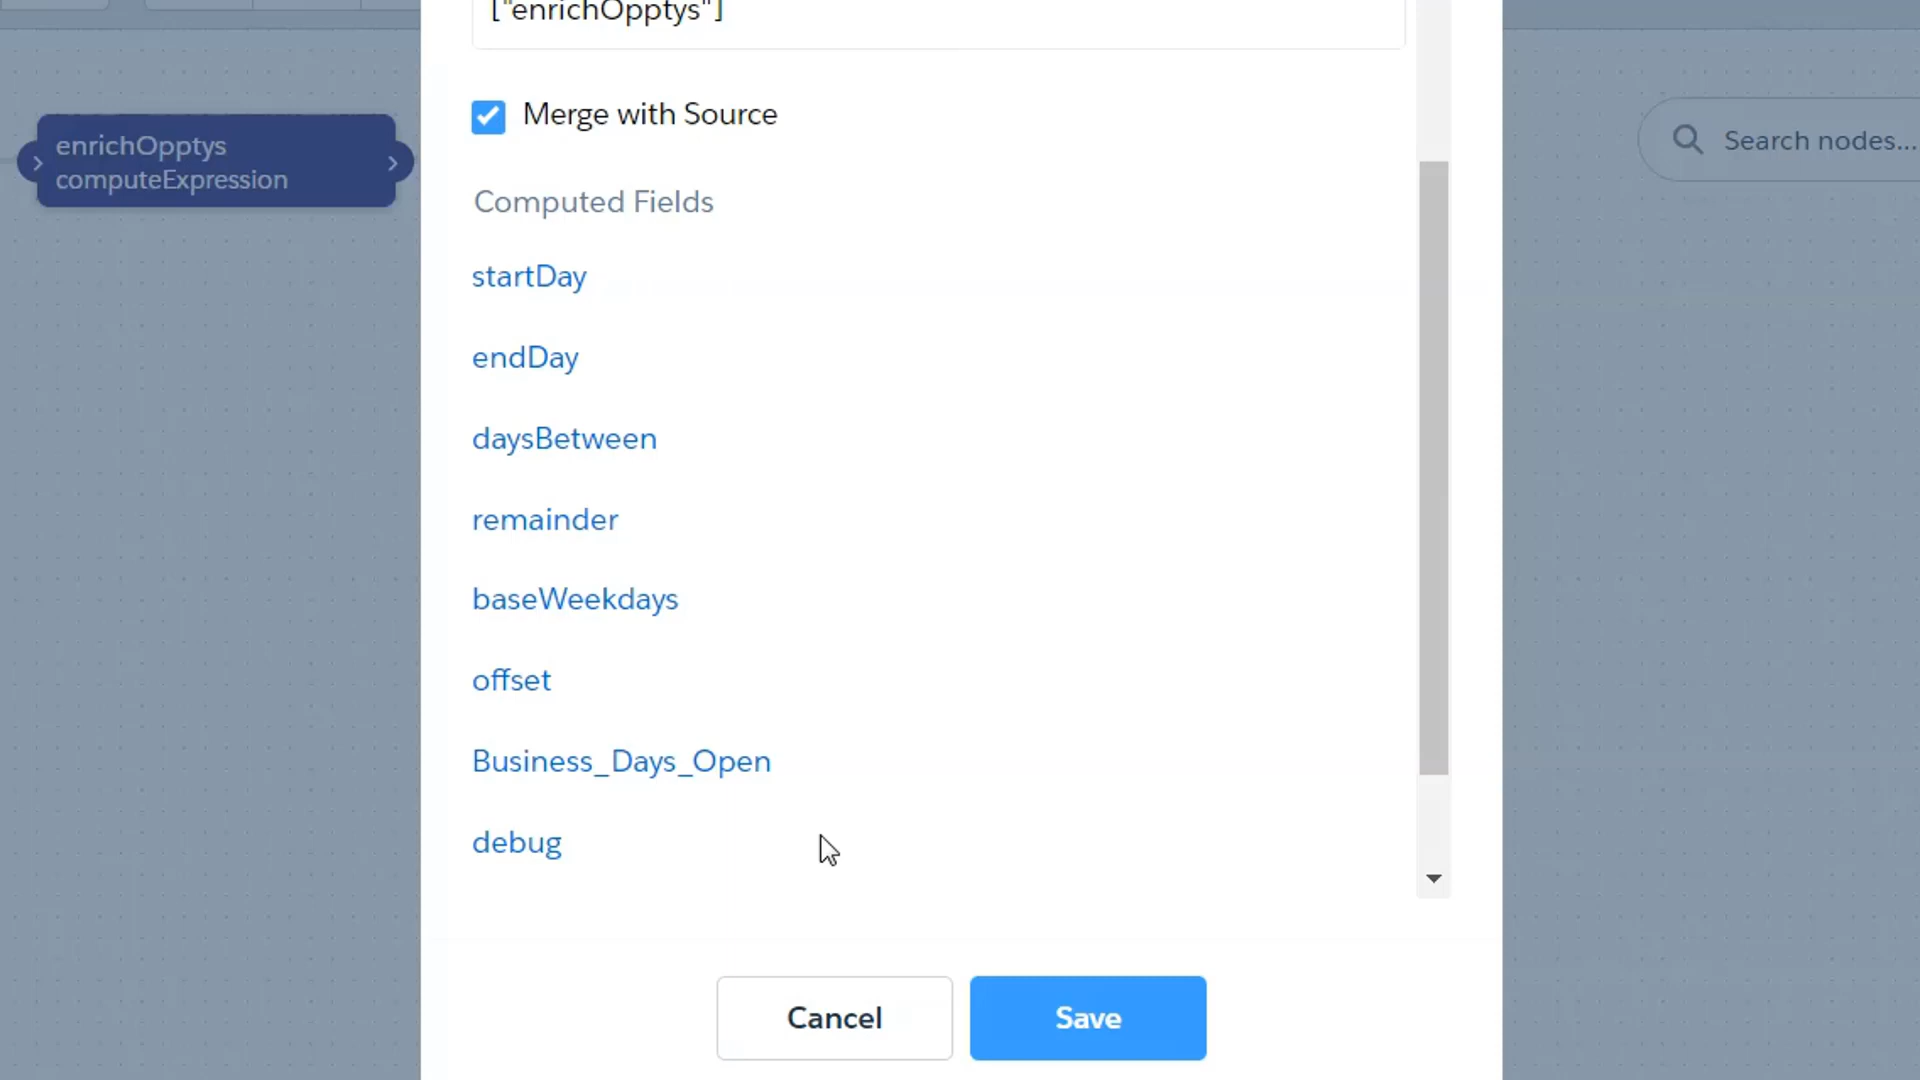 ["enrichOpptys"]
enrichOpptys
computeExpression
Merge with Source
Search nodes...
Computed Fields
startDay
endDay
daysBetween
remainder
baseWeekdays
offset
Business_Days_Open
debug
Cancel
Save